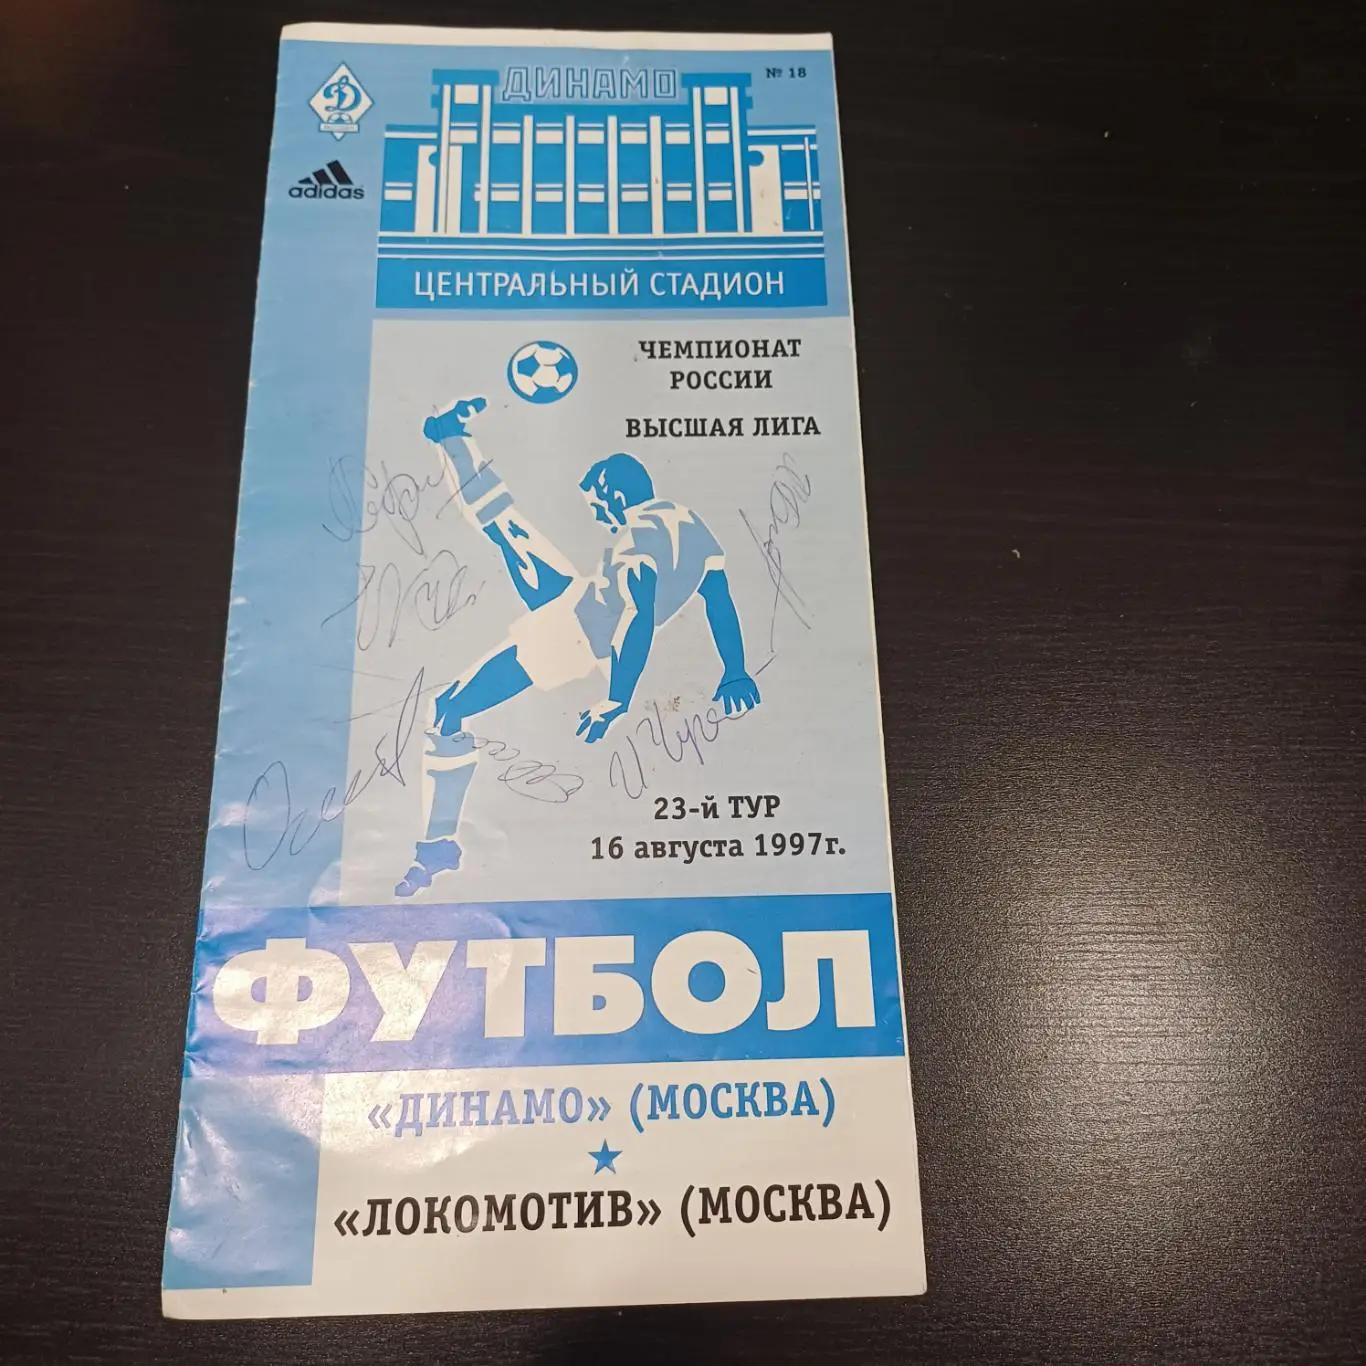 ДИНАМО
№ 18
adidas
ЦЕНТРАЛЬНЫЙ СТАДИОН
ЧЕМПИОНАТ
РОССИИ
ВЫСШАЯ ЛИГА
23-й ТУР
16 августа 1997г.
ФУТБОЛ
«ДИНАМО» (МОСКВА)
«ЛОКОМОТИВ» (МОСКВА)